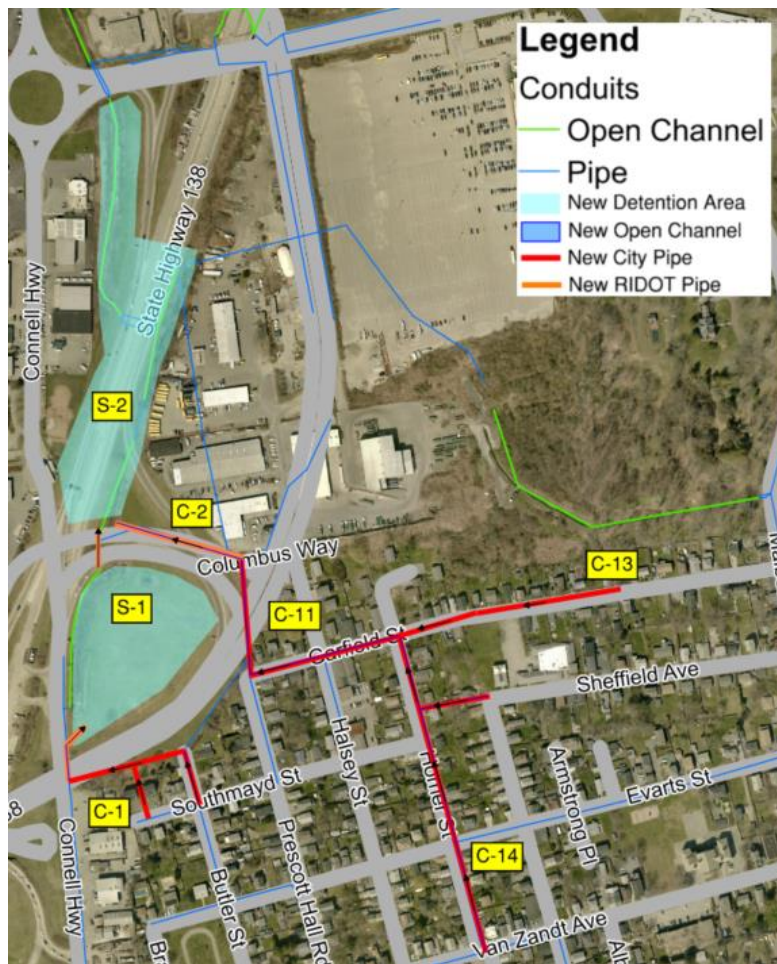 Legend
Conduits
Open Channel
Pipe
New Detention Area
New Open Channel
New City Pipe
New RIDOT Pipe
State Highway 138
Connell Hwy
S-2
C-2
Columbus Way
C-13
S-1
C-11
Garfield St
Sheffield Ave
Halsey St
Homer St
Armstrong Pl
Southmayd St
Evarts St
C-1
Connell Hwy
C-14
Butler St
Prescott Hall Rd
Van Zandt Ave